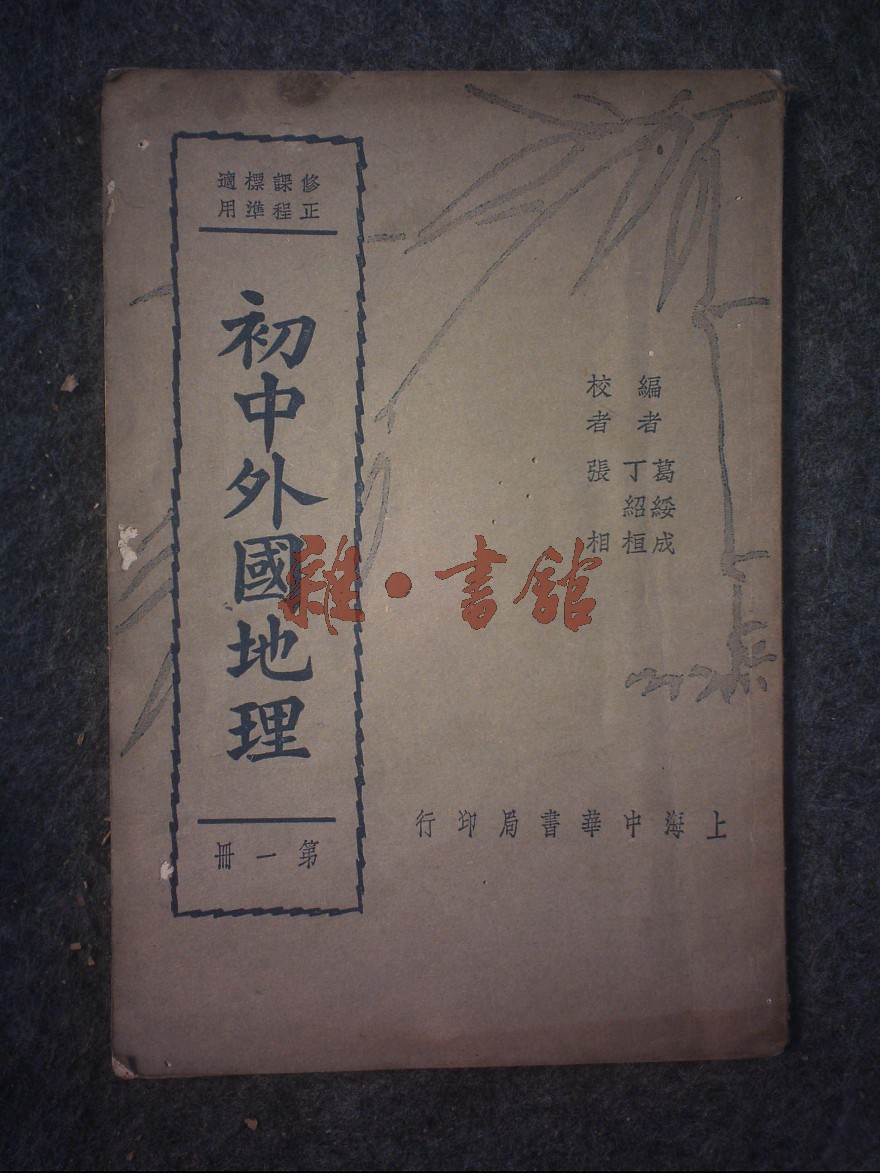 修正課程標準適用
初中外國地理
第一冊
編者 葛綏成
丁紹桓
校者 張相
上海中華書局印行
雜·書館